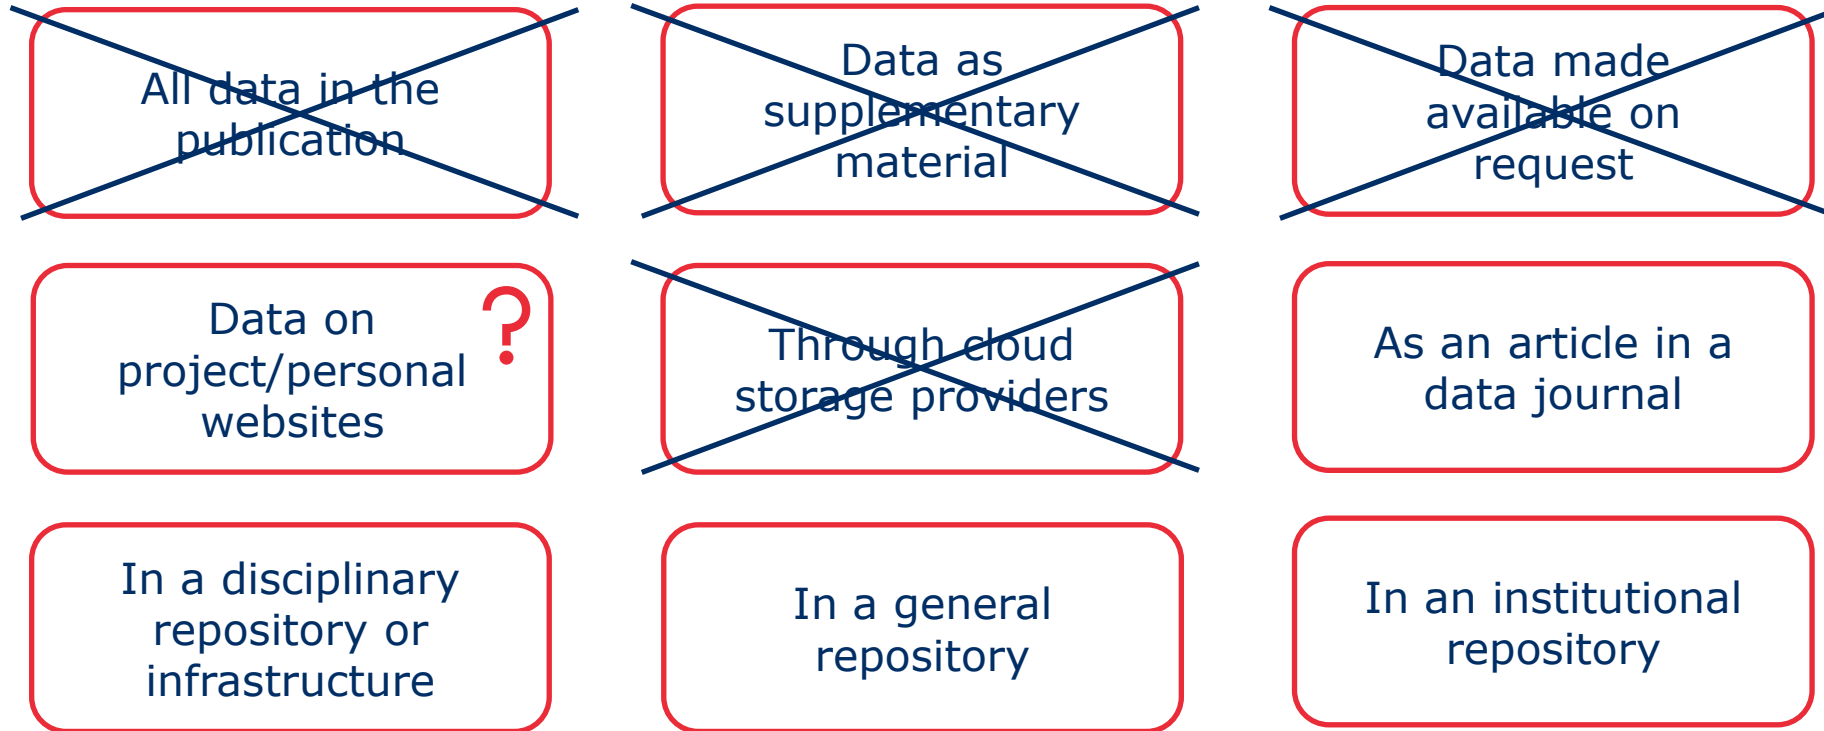 All data in the
publication
Data as
supplementary
material
Data made
available on
request
Data on
project/personal
websites
?
Through cloud
storage providers
As an article in a
data journal
In a disciplinary
repository or
infrastructure
In a general
repository
In an institutional
repository